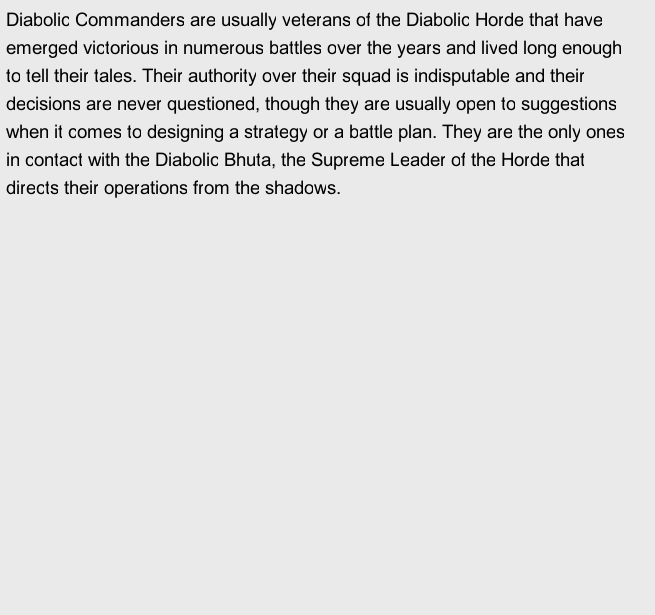 Diabolic Commanders are usually veterans of the Diabolic Horde that have
emerged victorious in numerous battles over the years and lived long enough
to tell their tales. Their authority over their squad is indisputable and their
decisions are never questioned, though they are usually open to suggestions
when it comes to designing a strategy or a battle plan. They are the only ones
in contact with the Diabolic Bhuta, the Supreme Leader of the Horde that
directs their operations from the shadows.